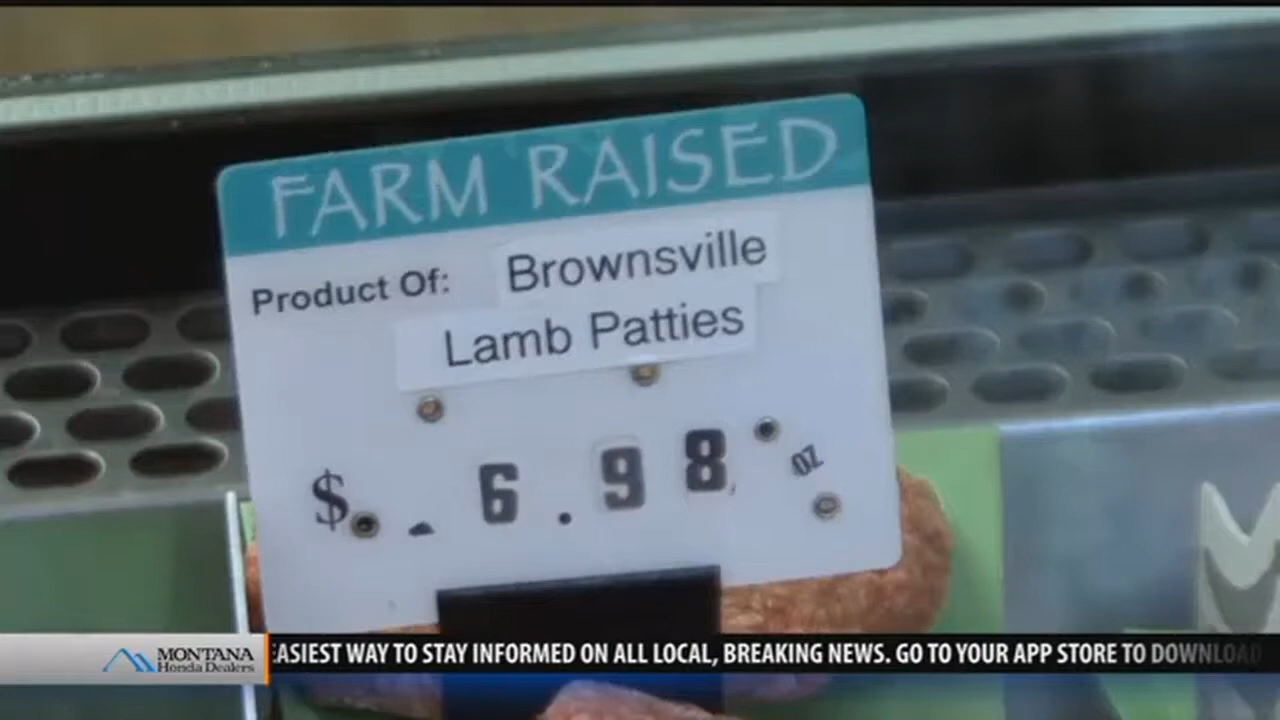 FARM RAISED
Product Of: Brownsville
Lamb Patties
$ . 6 . 98 oz
MONTANA
Honda Dealers
EASIEST WAY TO STAY INFORMED ON ALL LOCAL, BREAKING NEWS. GO TO YOUR APP STORE TO DOWNLOAD